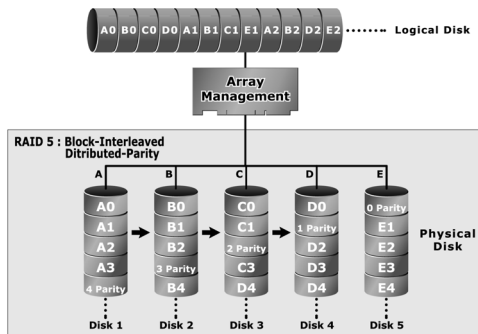 A0 B0 C0 D0 A1 B1 C1 E1 A2 B2 D2 E2 Logical Disk
Array
Management
RAID 5 : Block-Interleaved
Ditributed-Parity
A B C D E
A0 B0 C0 D0 0 Parity
A1 B1 C1 1 Parity E1
A2 B2 2 Parity D2 E2
A3 3 Parity C3 D3 E3
4 Parity B4 D4 D4 E4
Physical
Disk
Disk 1 Disk 2 Disk 3 Disk 4 Disk 5